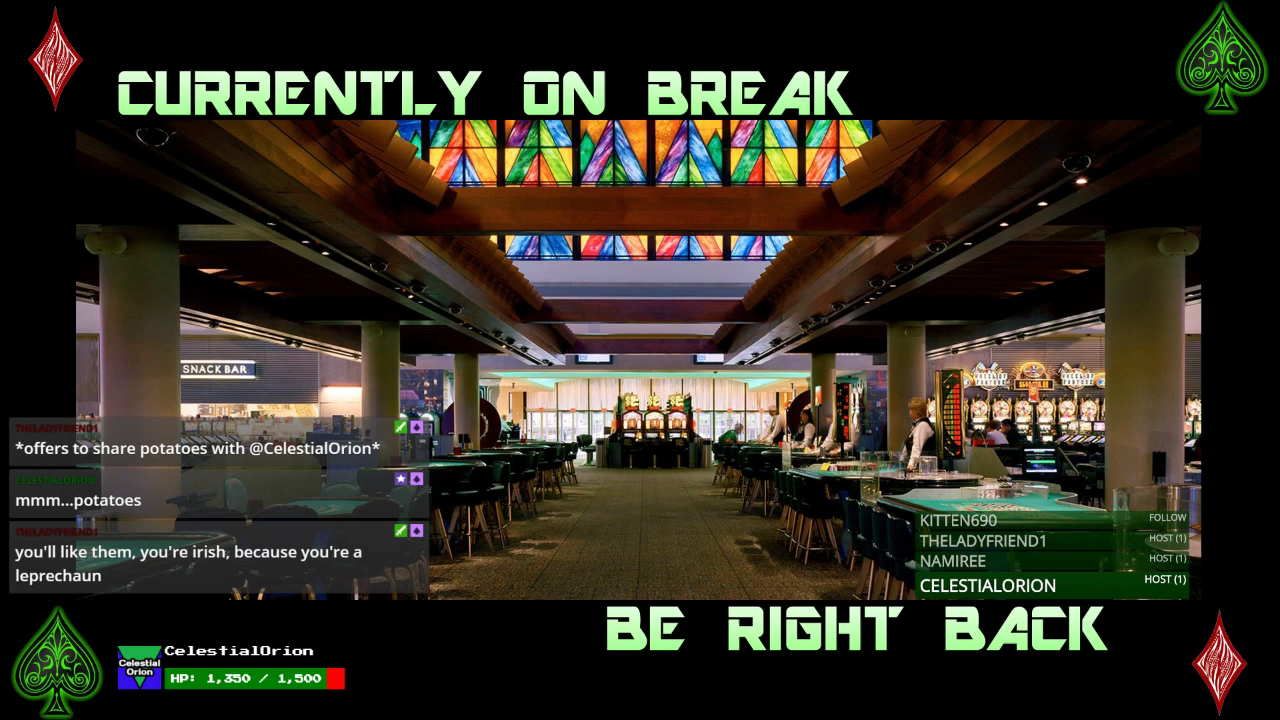 CURRENTLY ON BREAK
SNACK BAR
THELADYFRIEND1
*offers to share potatoes with @CelestialOrion*
CELESTIALORION
mmm...potatoes
THELADYFRIEND1
you'll like them, you're irish, because you're a
leprechaun
KITTEN690 FOLLOW
THELADYFRIEND1 HOST (1)
NAMIREE HOST (1)
CELESTIALORION HOST (1)
BE RIGHT BACK
CelestialOrion
Celestial
Orion
HP: 1,350 / 1,500